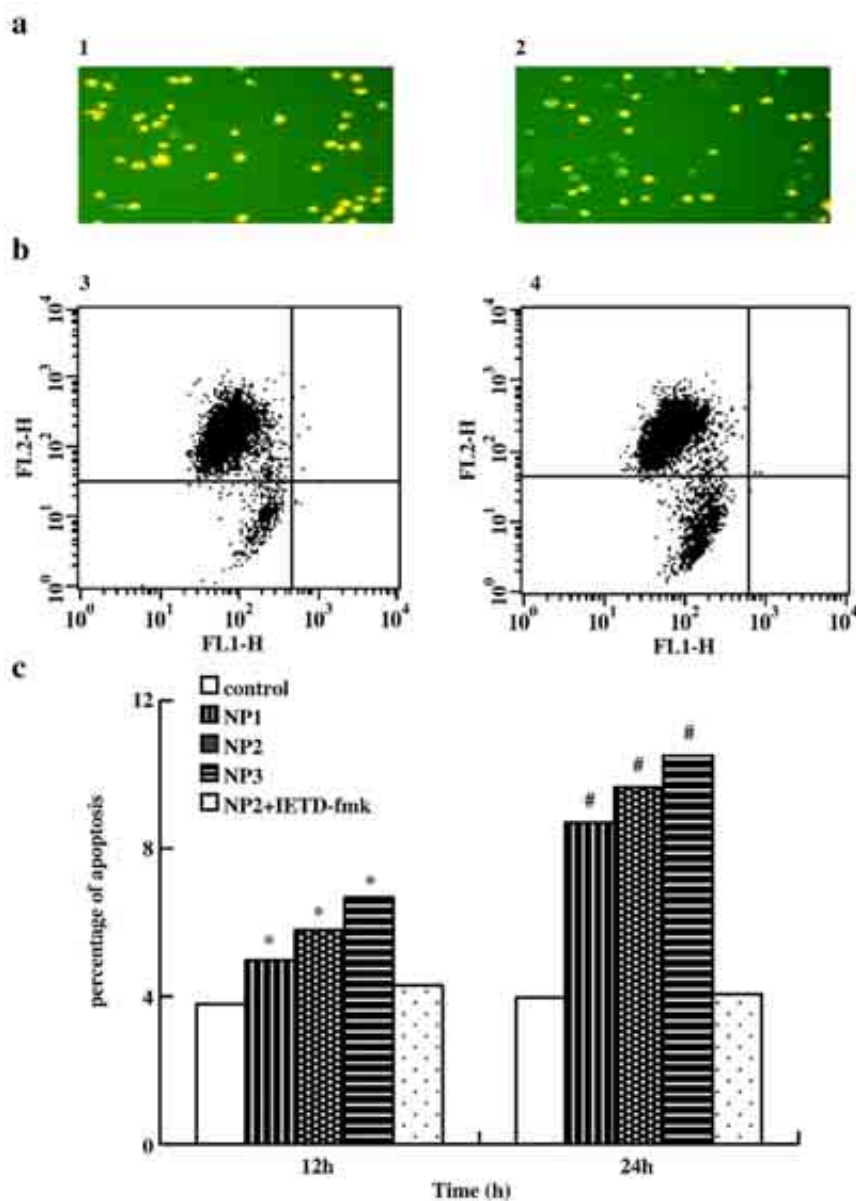 a
1
2
b
3
10⁴
10³
10²
10¹
10⁰
FL2-H
10⁰ 10¹ 10² 10³ 10⁴
FL1-H
4
10⁴
10³
10²
10¹
10⁰
FL2-H
10⁰ 10¹ 10² 10³ 10⁴
FL1-H
c
control
NP1
NP2
NP3
NP2+IETD-fmk
percentage of apoptosis
12
8
4
0
* * *
# # #
12h 24h
Time (h)